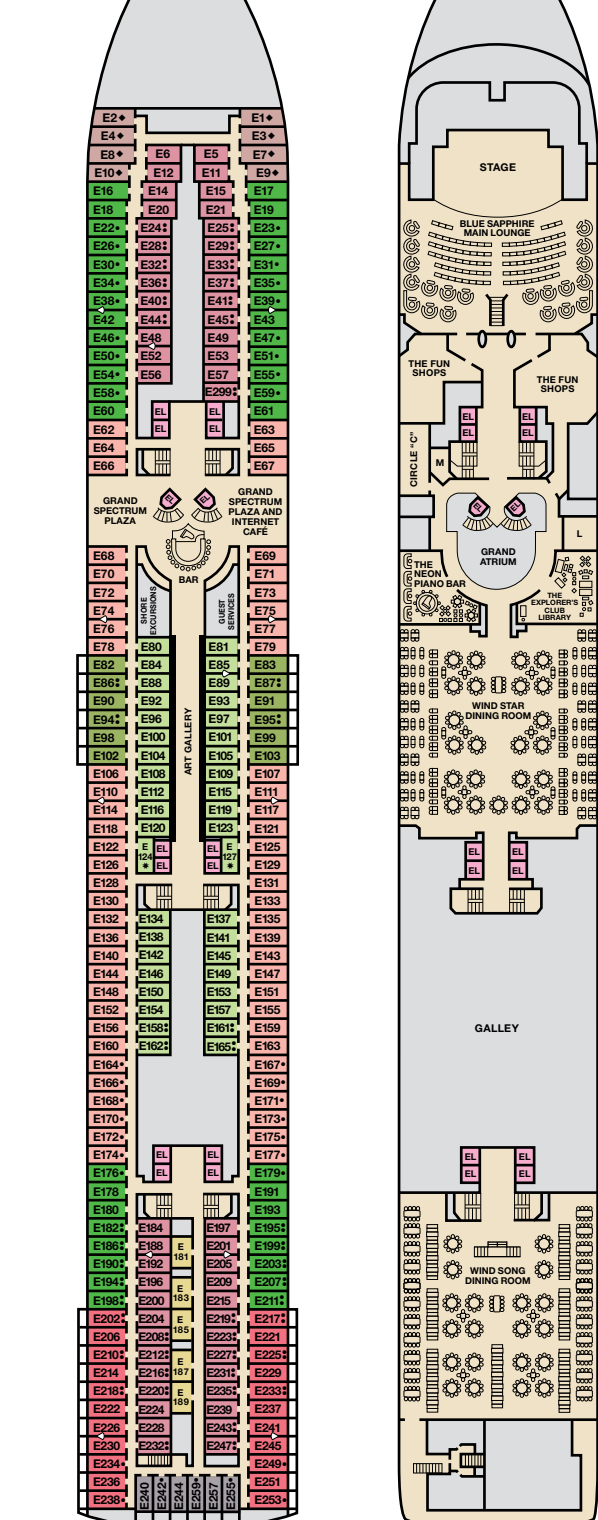 E2◆ E1◆
E4◆ E3◆
E8◆ E6 E5 E7◆
E10◆ E12 E11 E9◆
E16 E14 E15 E17
E18 E20 E21 E19
E22• E24: E25: E23•
E26• E28: E29: E27•
E30• E32: E33: E31•
E34• E36: E37: E35•
E38• E40: E41: E39•
E42 E44: E45: E43
E46• E48 E49 E47•
E50• E52 E53 E51•
E54• E56 E57 E55•
E58• E299: E59•
E60 EL EL E61
E62 EL EL E63
E64 E65
E66 E67
GRAND
SPECTRUM
PLAZA
EL EL
GRAND
SPECTRUM
PLAZA AND
INTERNET
CAFÉ
BAR
SHORE
EXCURSIONS
GUEST
SERVICES
E68 E69
E70 E71
E72 E73
E74 E75
E76 E77
E78 E80 E81 E79
E82 E84 E85 E83
E86: E88 E89 E87:
E90 E92 E93 E91
E94: E96 E97 E95:
E98 E100 E101 E99
E102 E104 E105 E103
ART GALLERY
E106 E108 E109 E107
E110 E112 E115 E111
E114 E116 E119 E117
E118 E120 E123 E121
E122 E
124
✷ EL EL E
127
✷ E125
E126 EL EL E129
E128 E131
E130 E133
E132 E134 E137 E135
E136 E138 E141 E139
E140 E142 E145 E143
E144 E146 E149 E147
E148 E150 E153 E151
E152 E154 E157 E155
E156 E158: E161: E159
E160 E162: E165: E163
E164• E167•
E166• E169•
E168• E171•
E170• E173•
E172• E175•
E174• EL EL E177•
E176• EL EL E179•
E178 E191
E180 E193
E182: E184 E197 E195:
E186: E188 E
181 E201 E199:
E190: E192 E205 E203:
E194: E196 E
183 E209 E207:
E198: E200 E215 E211:
E202: E204 E
185 E219: E217:
E206 E208: E223: E221
E210: E212: E
187 E227: E225:
E214 E216: E231: E229
E218: E220: E
189 E235: E233:
E222 E224 E239 E237
E226 E228 E243: E241
E230 E232: E247: E245
E234• E249•
E236 E240 E242• E244 E259• E257 E255• E251
E238• E253•
STAGE
BLUE SAPPHIRE
MAIN LOUNGE
THE FUN
SHOPS
THE FUN
SHOPS
EL EL
EL EL
CIRCLE “C”
M
EL EL
L
GRAND
ATRIUM
THE
NEON
PIANO BAR
THE
EXPLORER’S
CLUB
LIBRARY
WIND STAR
DINING ROOM
EL EL
EL EL
GALLEY
EL EL
EL EL
WIND SONG
DINING ROOM